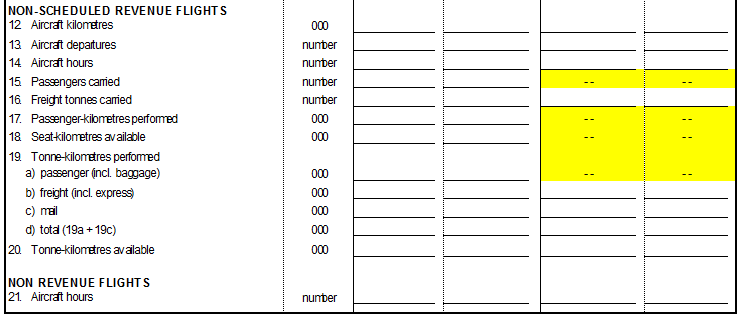 NON-SCHEDULED REVENUE FLIGHTS
12. Aircraft kilometres 000
13. Aircraft departures number
14. Aircraft hours number
15. Passengers carried number -- --
16. Freight tonnes carried number
17. Passenger-kilometres performed 000 -- --
18. Seat-kilometres available 000 -- --
19. Tonne-kilometres performed
a) passenger (incl. baggage) 000 -- --
b) freight (incl. express) 000
c) mail 000
d) total (19a + 19c) 000
20. Tonne-kilometres available 000
NON REVENUE FLIGHTS
21. Aircraft hours number